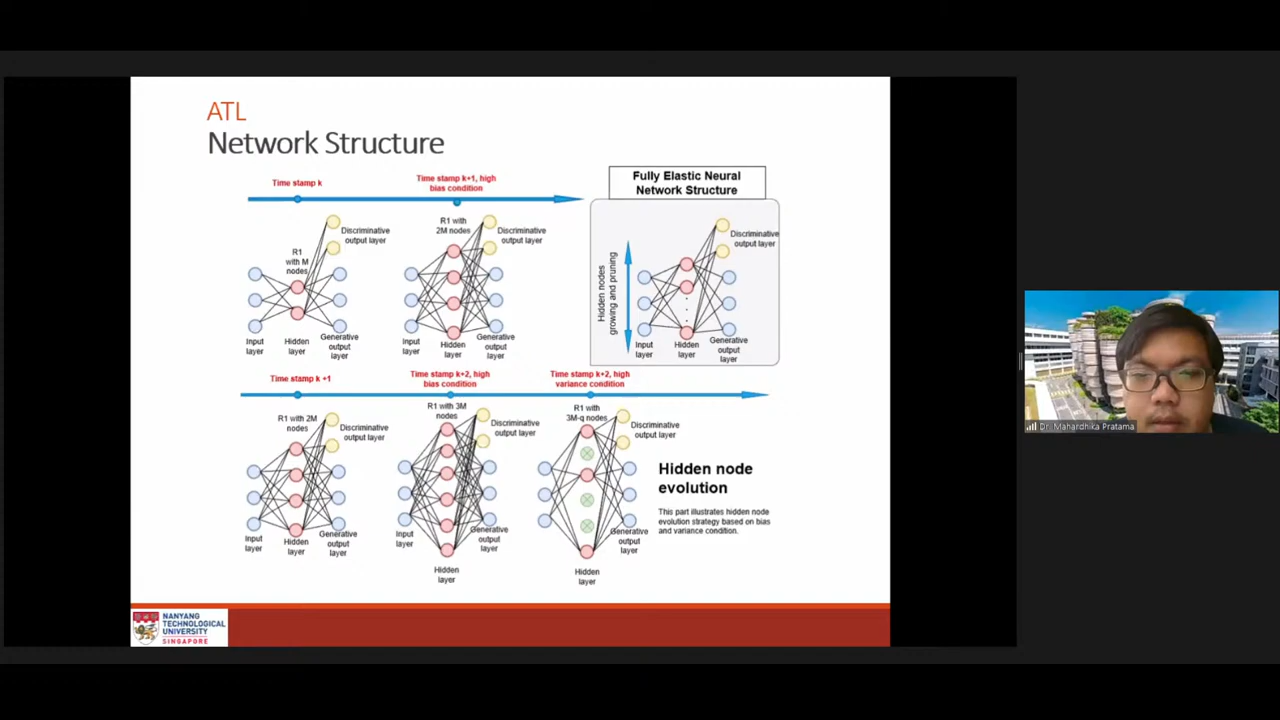 ATL
Network Structure
Time stamp k
Time stamp k+1, high
bias condition
R1
with M
nodes
Discriminative
output layer
Input
layer
Hidden
layer
Generative
output
layer
R1 with
2M nodes
Discriminative
output layer
Input
layer
Hidden
layer
Generative
output
layer
Fully Elastic Neural
Network Structure
Hidden nodes
growing and pruning
Discriminative
output layer
Input
layer
Hidden
layer
Generative
output
layer
Time stamp k +1
Time stamp k+2, high
bias condition
Time stamp k+2, high
variance condition
R1 with 2M
nodes
Discriminative
output layer
Input
layer
Hidden
layer
Generative
output
layer
R1 with 3M
nodes
Discriminative
output layer
Input
layer
Hidden
layer
Generative
output
layer
R1 with
3M-q nodes
Discriminative
output layer
Generative
output
layer
Hidden
layer
Hidden node
evolution
This part illustrates hidden node
evolution strategy based on bias
and variance condition.
NANYANG
TECHNOLOGICAL
UNIVERSITY
SINGAPORE
Dr. Mahardhika Pratama